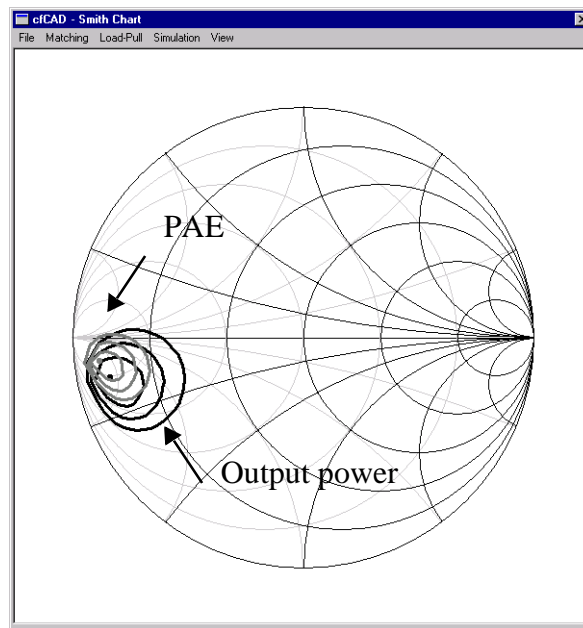 cfCAD - Smith Chart
File Matching Load-Pull Simulation View
PAE
Output power